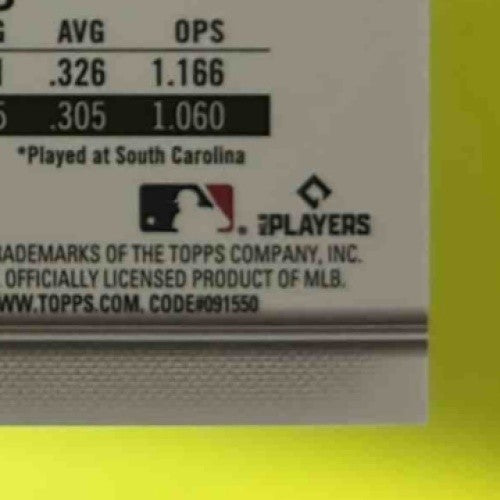 AVG OPS
.326 1.166
5 .305 1.060
*Played at South Carolina
PLAYERS
TRADEMARKS OF THE TOPPS COMPANY, INC.
OFFICIALLY LICENSED PRODUCT OF MLB.
WWW.TOPPS.COM. CODE#091550